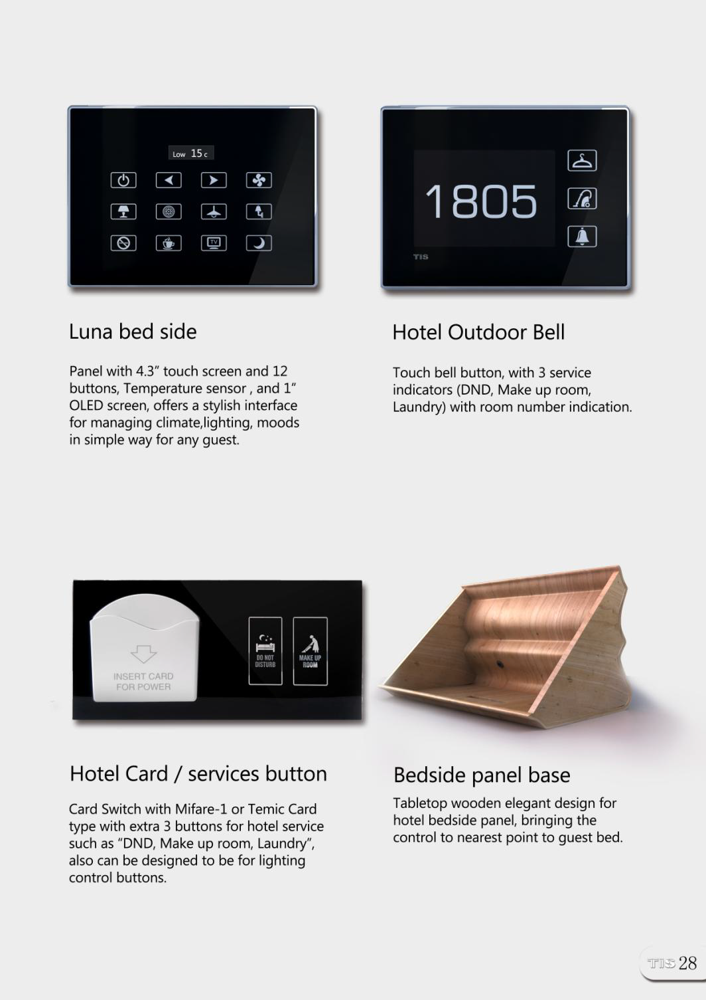 Low 15 c
TV
1805
TIS
Luna bed side
Panel with 4.3” touch screen and 12
buttons, Temperature sensor , and 1”
OLED screen, offers a stylish interface
for managing climate,lighting, moods
in simple way for any guest.
Hotel Outdoor Bell
Touch bell button, with 3 service
indicators (DND, Make up room,
Laundry) with room number indication.
INSERT CARD
FOR POWER
DO NOT
DISTURB
MAKE UP
ROOM
Hotel Card / services button
Card Switch with Mifare-1 or Temic Card
type with extra 3 buttons for hotel service
such as “DND, Make up room, Laundry”,
also can be designed to be for lighting
control buttons.
Bedside panel base
Tabletop wooden elegant design for
hotel bedside panel, bringing the
control to nearest point to guest bed.
TIS 28